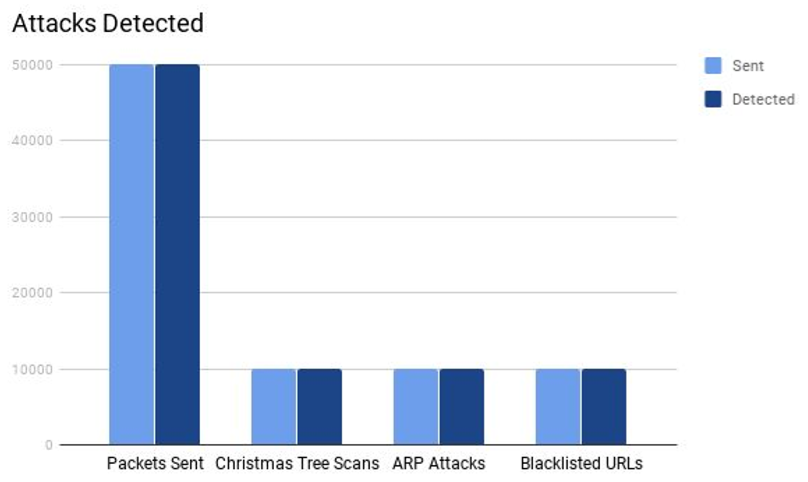 Attacks Detected
50000
40000
30000
20000
10000
0
Packets Sent Christmas Tree Scans ARP Attacks Blacklisted URLs
Sent
Detected